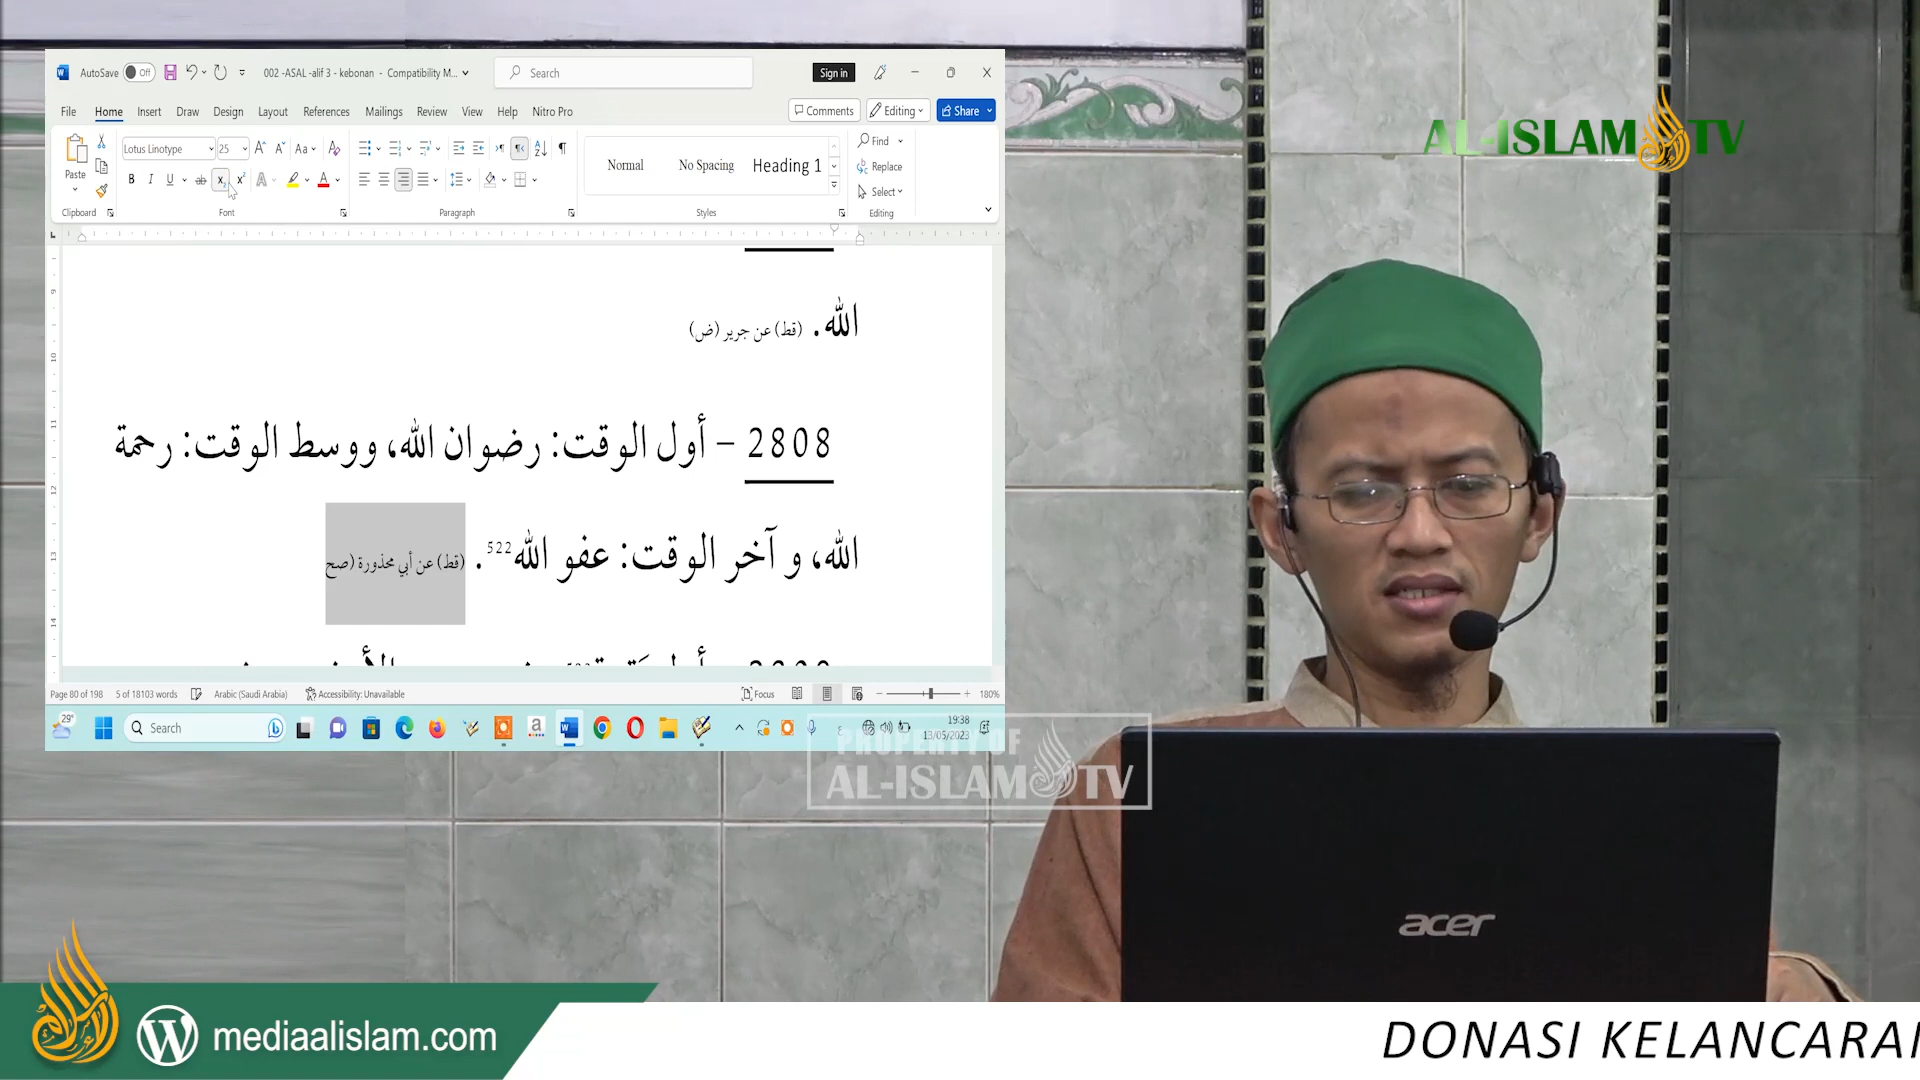 AutoSave Off 002 -ASAL -alif 3 - kebonan - Compatibility M... Search Sign in
File Home Insert Draw Design Layout References Mailings Review View Help Nitro Pro Comments Editing Share
Paste Lotus Linotype 25 Aa Normal No Spacing Heading 1 Find
Replace
Select
Clipboard Font Paragraph Styles Editing
الله. (قط) عن جرير (ض)
2808 – أول الوقت: رضوان الله، ووسط الوقت: رحمة
الله، و آخر الوقت: عفو الله522. (قط) عن أبي محذورة (صح
Page 80 of 198 5 of 18103 words Arabic (Saudi Arabia) Accessibility: Unavailable Focus 180%
29° Search 19:38
13/05/2023
AL-ISLAM TV
PROPERTY OF
AL-ISLAM TV
acer
mediaalislam.com
DONASI KELANCARAN